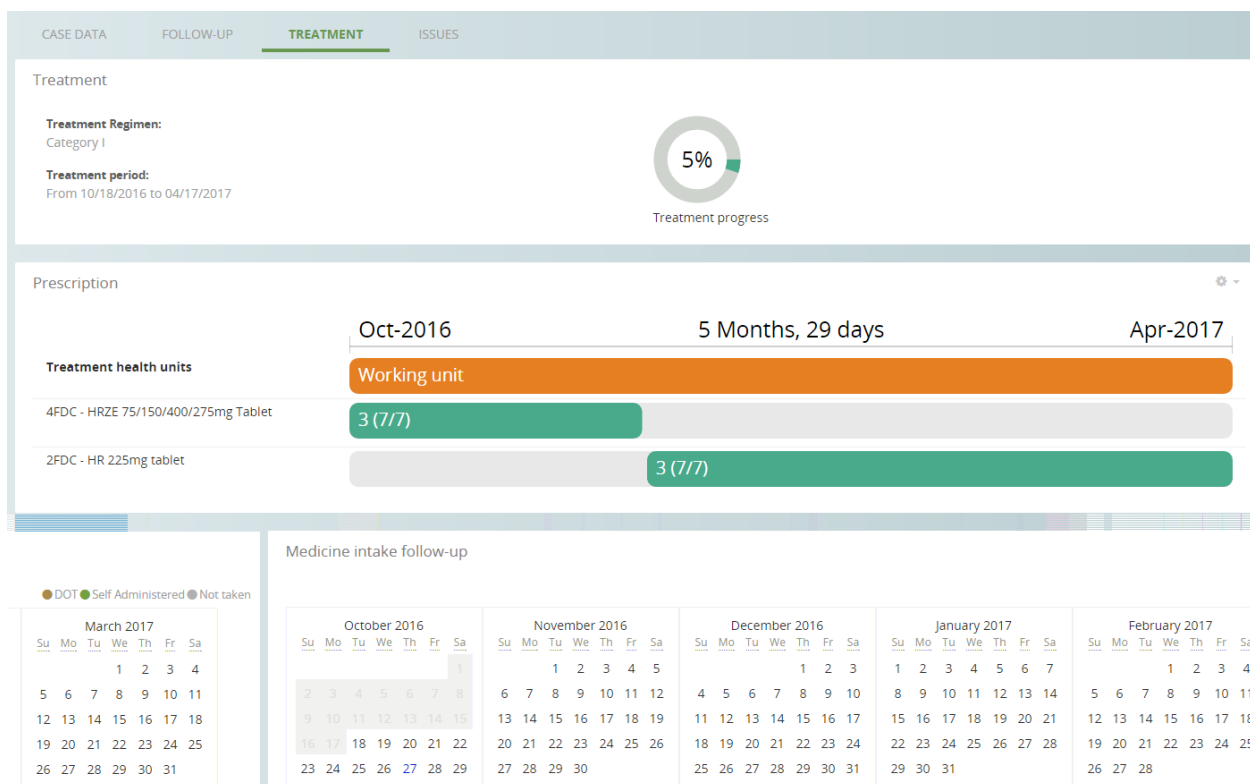 CASE DATA FOLLOW-UP TREATMENT ISSUES
Treatment
Treatment Regimen:
Category I
Treatment period:
From 10/18/2016 to 04/17/2017
5%
Treatment progress
Prescription
Oct-2016 5 Months, 29 days Apr-2017
Treatment health units
Working unit
4FDC - HRZE 75/150/400/275mg Tablet
3 (7/7)
2FDC - HR 225mg tablet
3 (7/7)
Medicine intake follow-up
DOT Self Administered Not taken
March 2017
Su Mo Tu We Th Fr Sa
1 2 3 4
5 6 7 8 9 10 11
12 13 14 15 16 17 18
19 20 21 22 23 24 25
26 27 28 29 30 31
October 2016
Su Mo Tu We Th Fr Sa
1
2 3 4 5 6 7 8
9 10 11 12 13 14 15
16 17 18 19 20 21 22
23 24 25 26 27 28 29
November 2016
Su Mo Tu We Th Fr Sa
1 2 3 4 5
6 7 8 9 10 11 12
13 14 15 16 17 18 19
20 21 22 23 24 25 26
27 28 29 30
December 2016
Su Mo Tu We Th Fr Sa
1 2 3
4 5 6 7 8 9 10
11 12 13 14 15 16 17
18 19 20 21 22 23 24
25 26 27 28 29 30 31
January 2017
Su Mo Tu We Th Fr Sa
1 2 3 4 5 6 7
8 9 10 11 12 13 14
15 16 17 18 19 20 21
22 23 24 25 26 27 28
29 30 31
February 2017
Su Mo Tu We Th Fr Sa
1 2 3 4
5 6 7 8 9 10 11
12 13 14 15 16 17 18
19 20 21 22 23 24 25
26 27 28